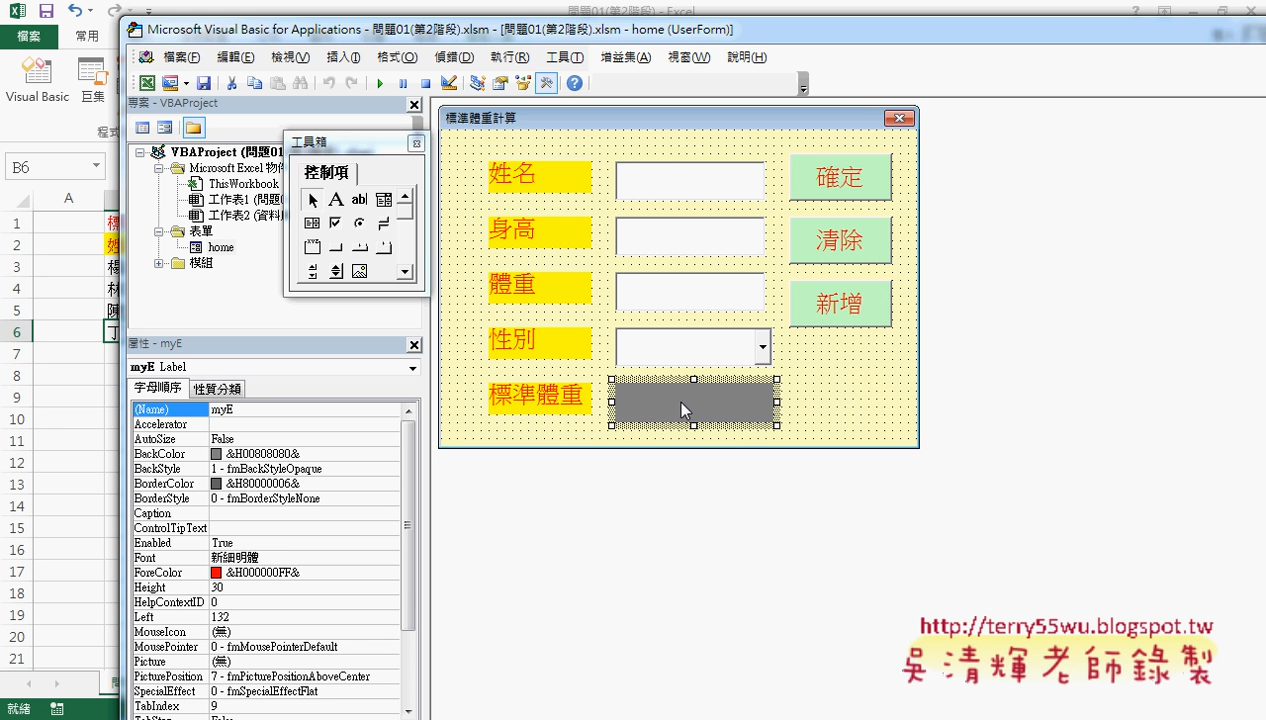 問題01(第2階段).xlsm - Excel
檔案
常用
Visual Basic
巨集
B6
A
1
2
3
4
5
6
7
8
9
10
11
12
13
14
15
16
17
18
19
20
21
就緒
Microsoft Visual Basic for Applications - 問題01(第2階段).xlsm - [問題01(第2階段).xlsm - home (UserForm)]
檔案(F) 編輯(E) 檢視(V) 插入(I) 格式(O) 偵錯(D) 執行(R) 工具(T) 增益集(A) 視窗(W) 說明(H)
專案 - VBAProject
VBAProject (問題01
Microsoft Excel 物件
ThisWorkbook
工作表1 (問題
工作表2 (資料
表單
home
模組
工具箱
控制項
屬性 - myE
myE Label
字母順序 性質分類
(Name) myE
Accelerator
AutoSize False
BackColor &H00808080&
BackStyle 1 - fmBackStyleOpaque
BorderColor &H80000006&
BorderStyle 0 - fmBorderStyleNone
Caption
ControlTipText
Enabled True
Font 新細明體
ForeColor &H000000FF&
Height 30
HelpContextID 0
Left 132
MouseIcon (無)
MousePointer 0 - fmMousePointerDefault
Picture (無)
PicturePosition 7 - fmPicturePositionAboveCenter
SpecialEffect 0 - fmSpecialEffectFlat
TabIndex 9
TabStop False
標準體重計算
姓名
身高
體重
性別
標準體重
確定
清除
新增
http://terry55wu.blogspot.tw
吳清輝老師錄製